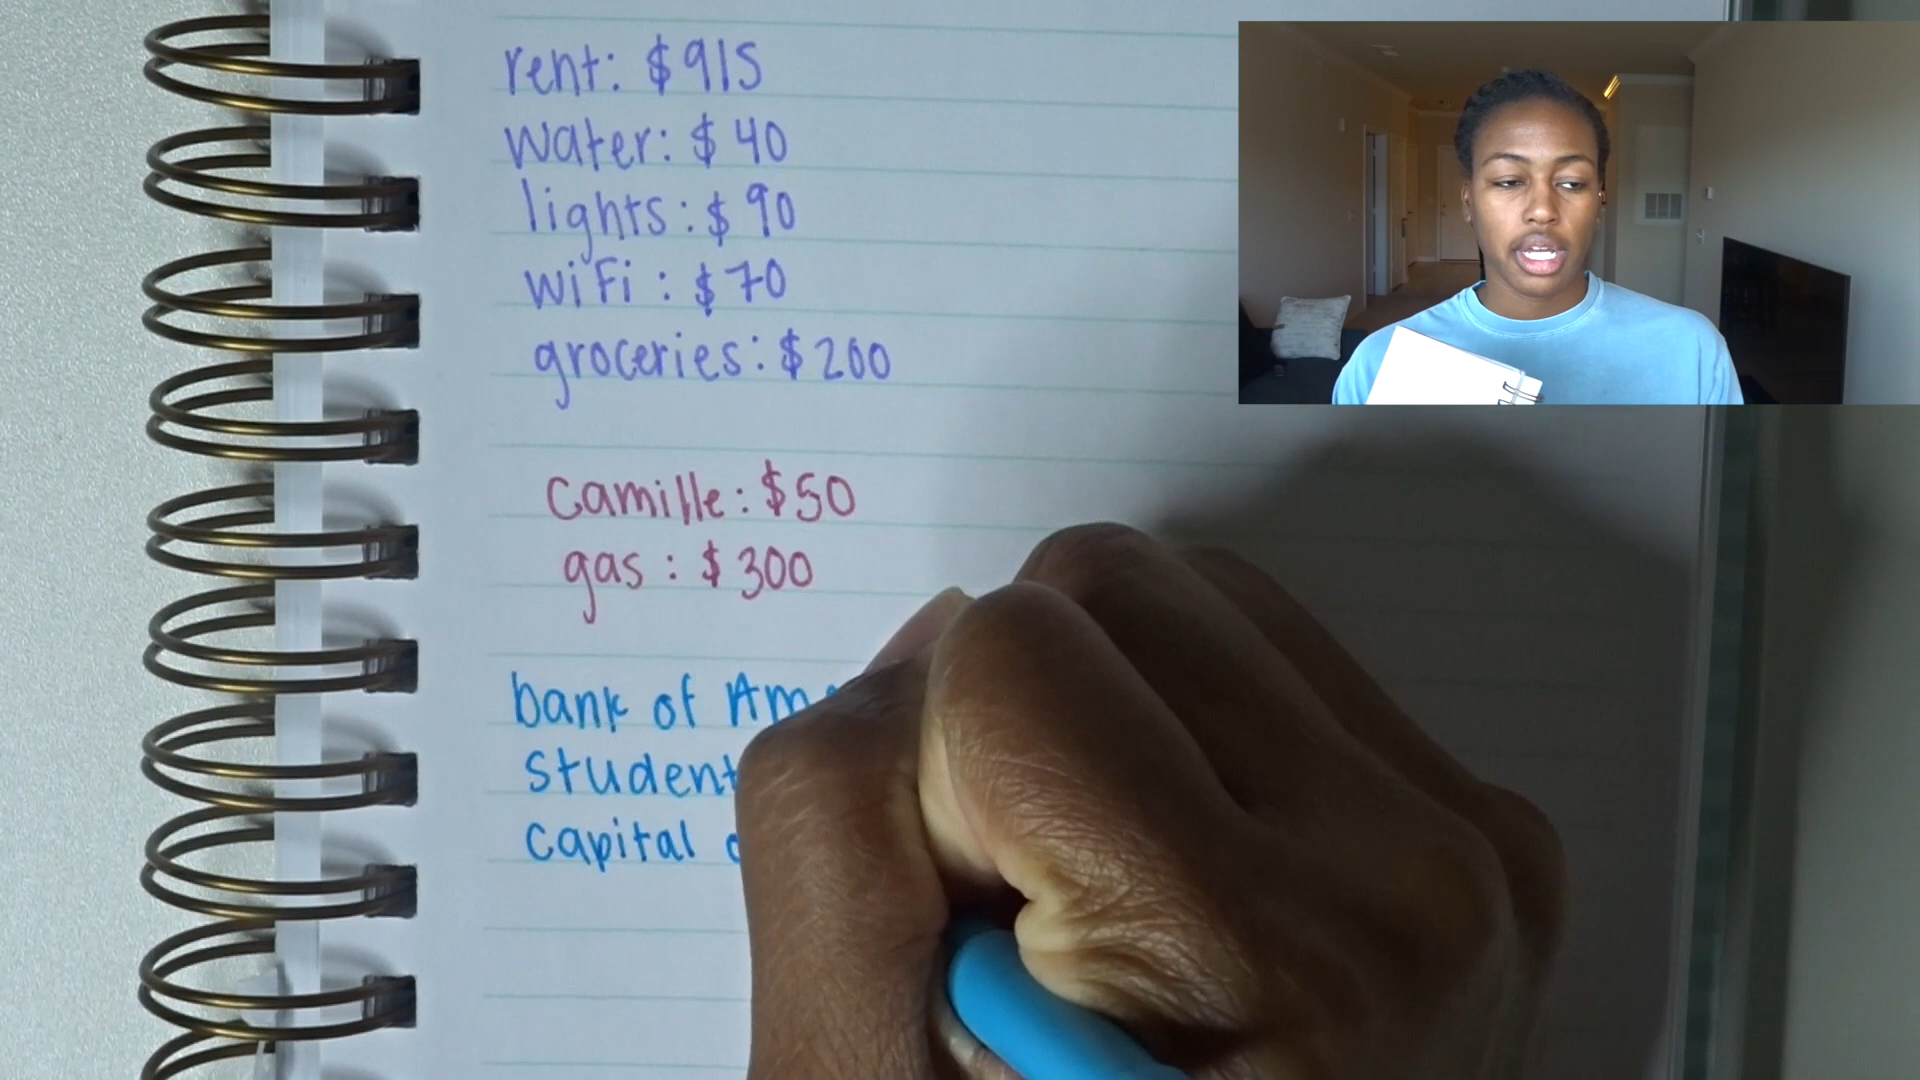 rent: $915
water: $40
lights: $90
wifi: $70
groceries: $200
Camille: $50
gas: $300
bank of
student
capital